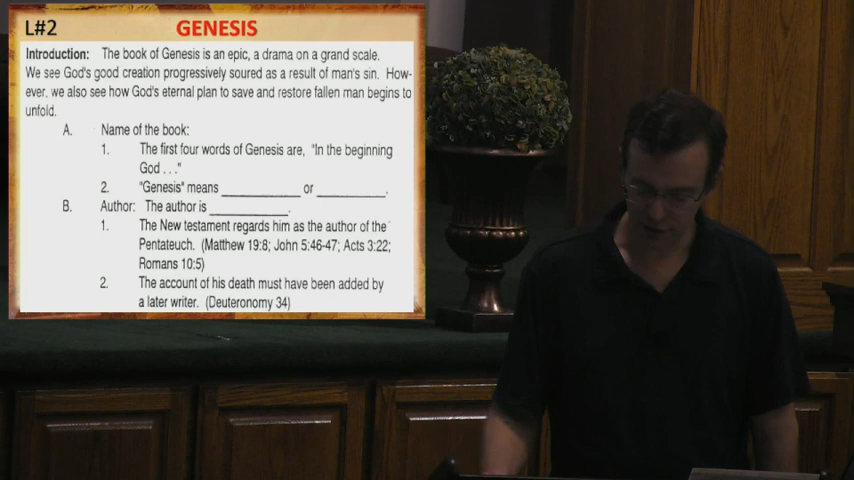 L#2 GENESIS
Introduction: The book of Genesis is an epic, a drama on a grand scale.
We see God's good creation progressively soured as a result of man's sin. How-
ever, we also see how God's eternal plan to save and restore fallen man begins to
unfold.
A. Name of the book:
1. The first four words of Genesis are, "In the beginning
God . . ."
2. "Genesis" means ____________ or ___________.
B. Author: The author is ____________.
1. The New testament regards him as the author of the
Pentateuch. (Matthew 19:8; John 5:46-47; Acts 3:22;
Romans 10:5)
2. The account of his death must have been added by
a later writer. (Deuteronomy 34)